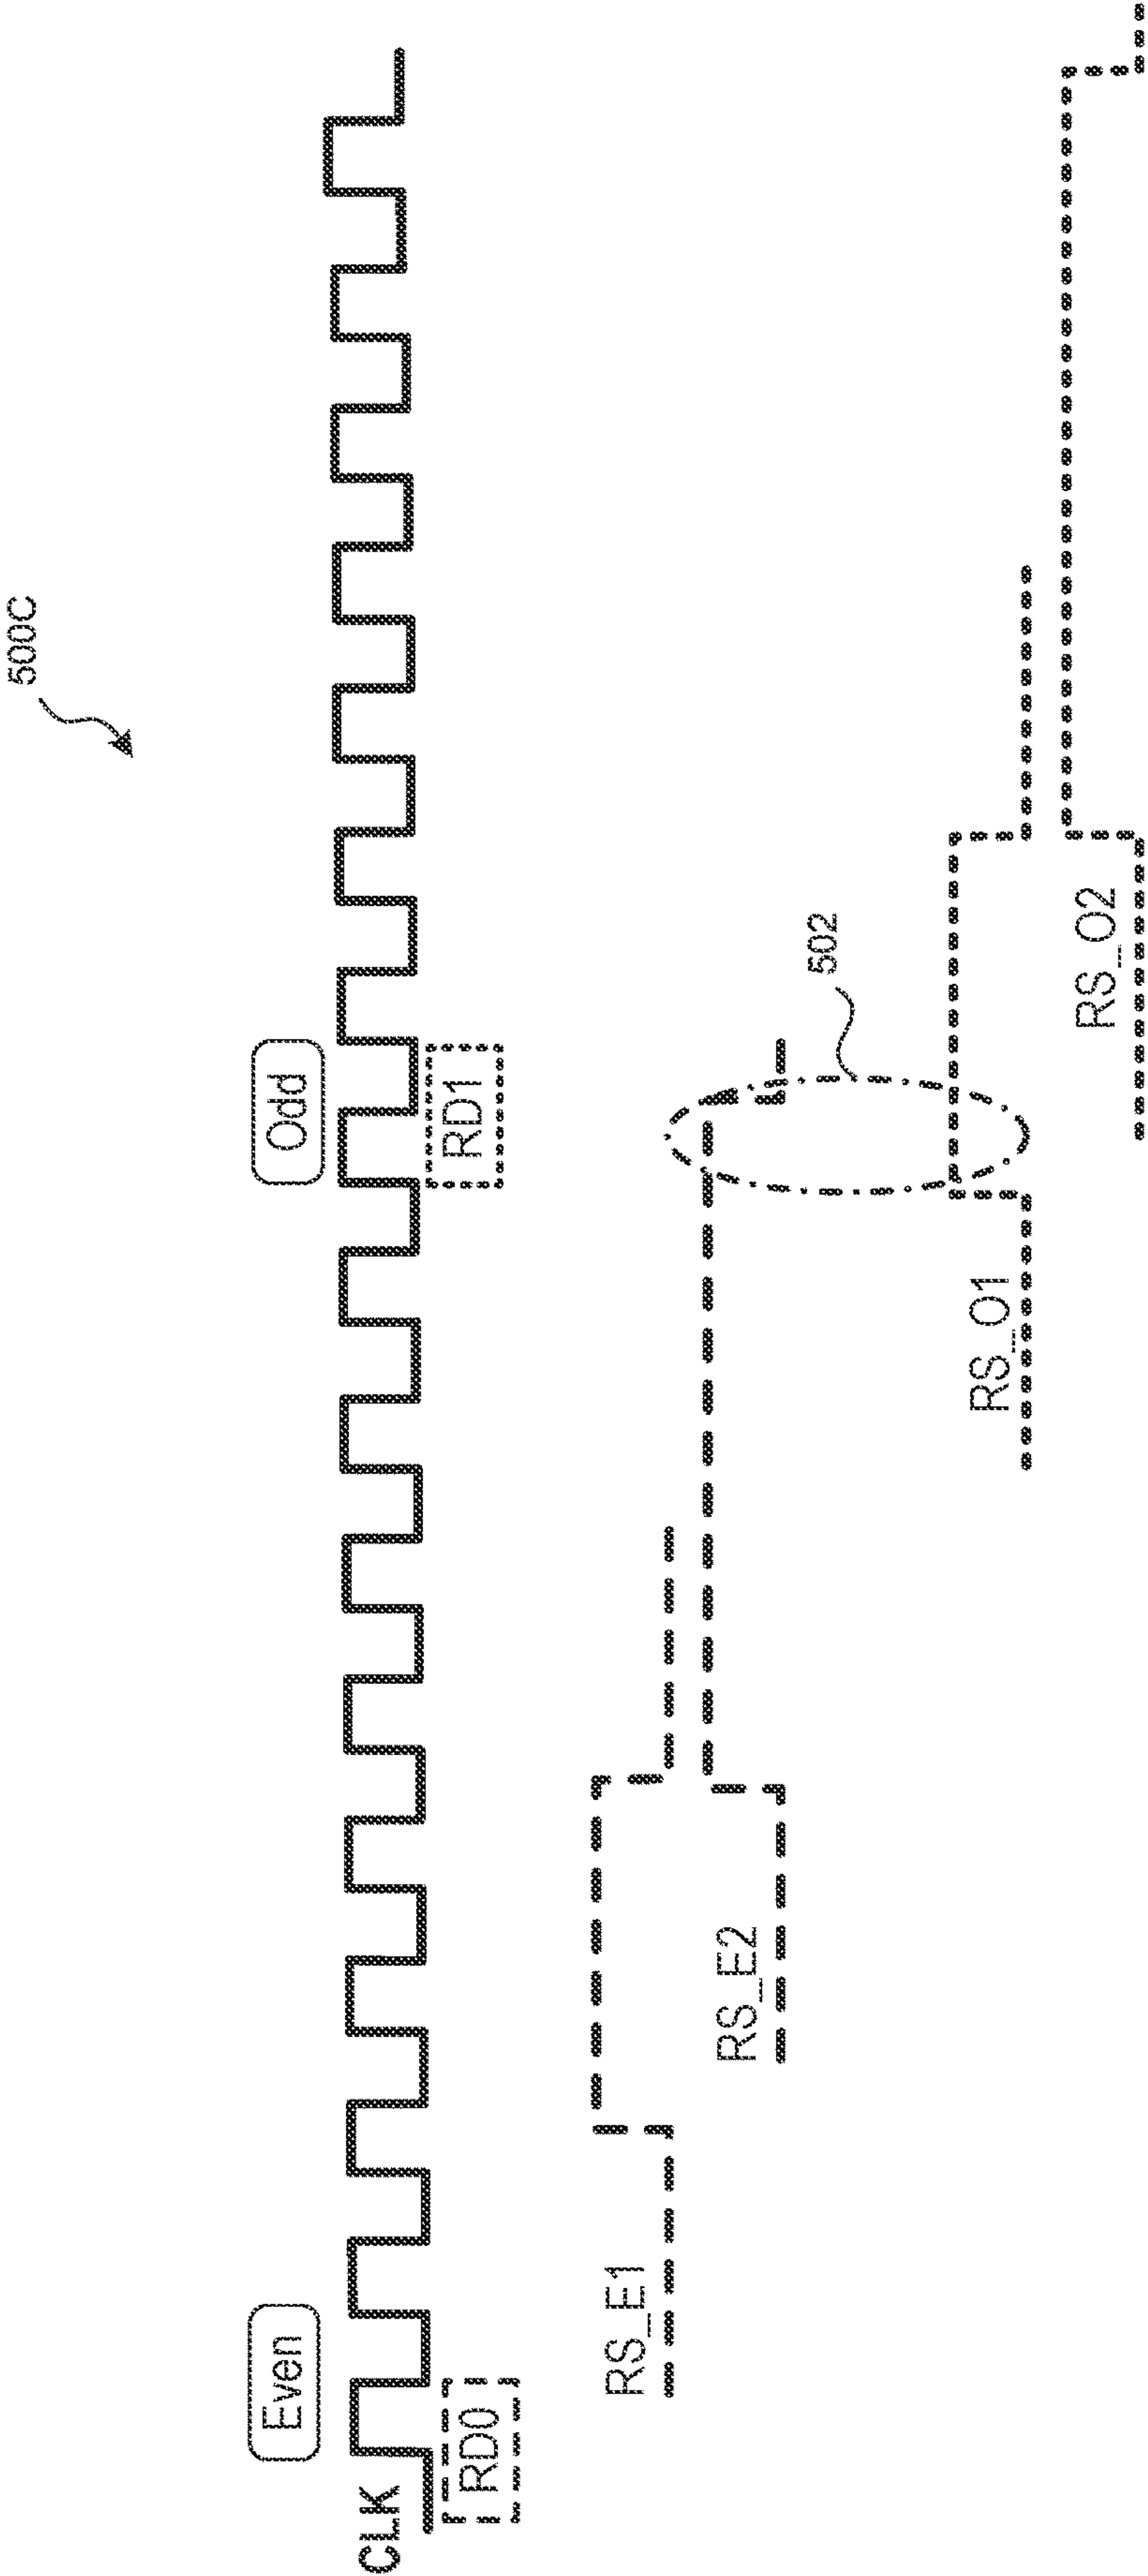 500C
Even
Odd
CLK
RD0
RD1
RS_E1
RS_E2
502
RS_O1
RS_O2